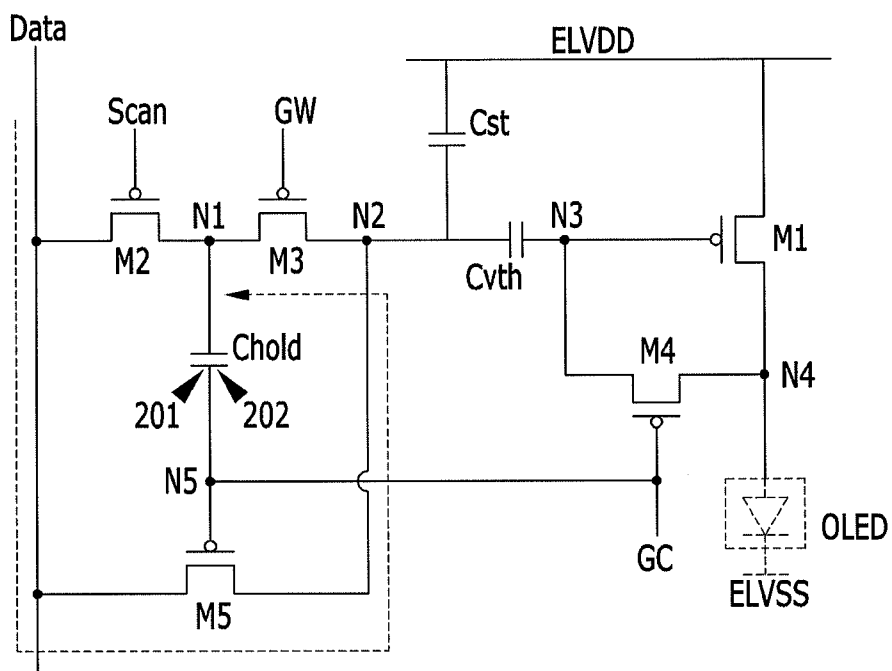 Data
ELVDD
Scan
GW
Cst
N1
N2
N3
M2
M3
Cvth
M1
Chold
M4
N4
201
202
N5
OLED
GC
M5
ELVSS